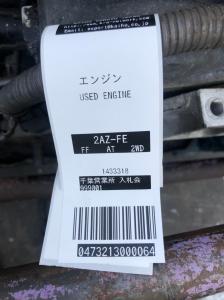 Email: export@kaiho.co.jp
エンジン
USED ENGINE
2AZ-FE
FF AT 2WD
1433318
千葉営業所 入札会
999001
0473213000064